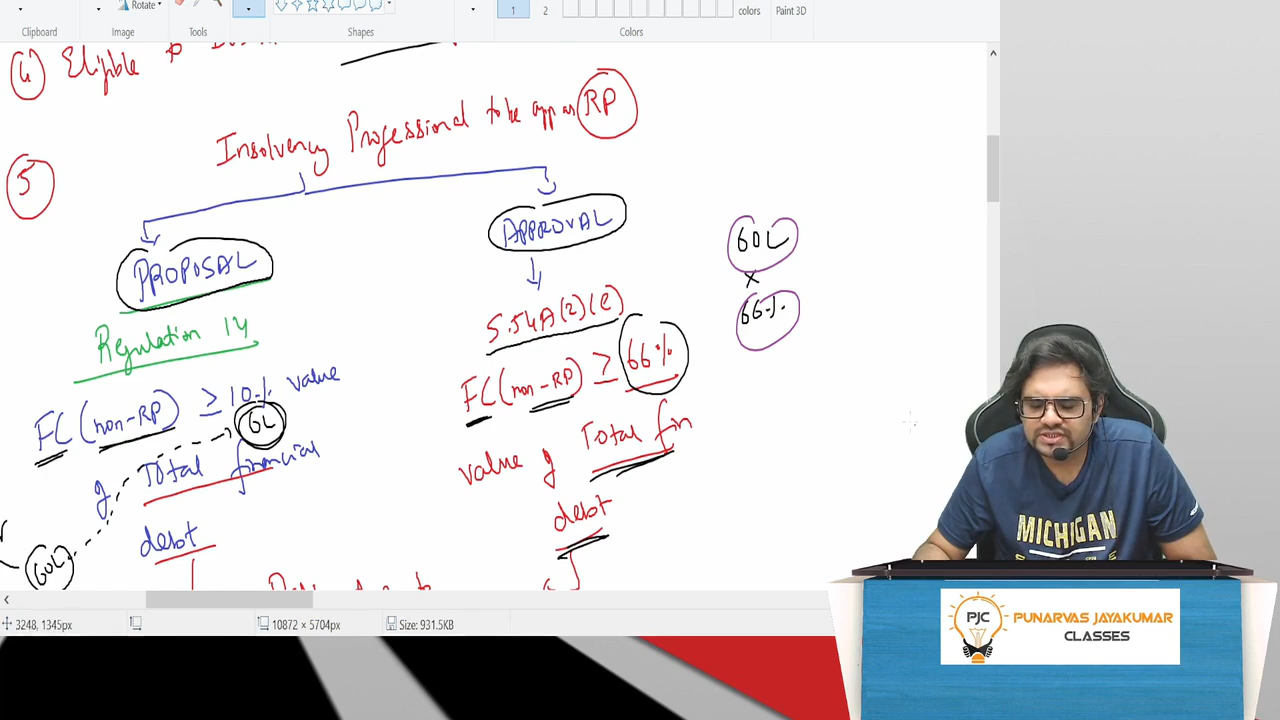 Rotate
Clipboard
Image
Tools
Shapes
1
2
colors
Colors
Paint 3D
4
Eligible
Insolvency Professional to be app as RP
5
PROPOSAL
APPROVAL
60L
x
66%
Regulation 14
S.54A(2)(e)
FC (non-RP) ≥ 10% value
6L
of Total financial
debt
60L
FC (non-RP) ≥ 66%
value of Total fin
debt
3248, 1345px
10872 × 5704px
Size: 931.5KB
MICHIGAN
PJC
PUNARVAS JAYAKUMAR
CLASSES